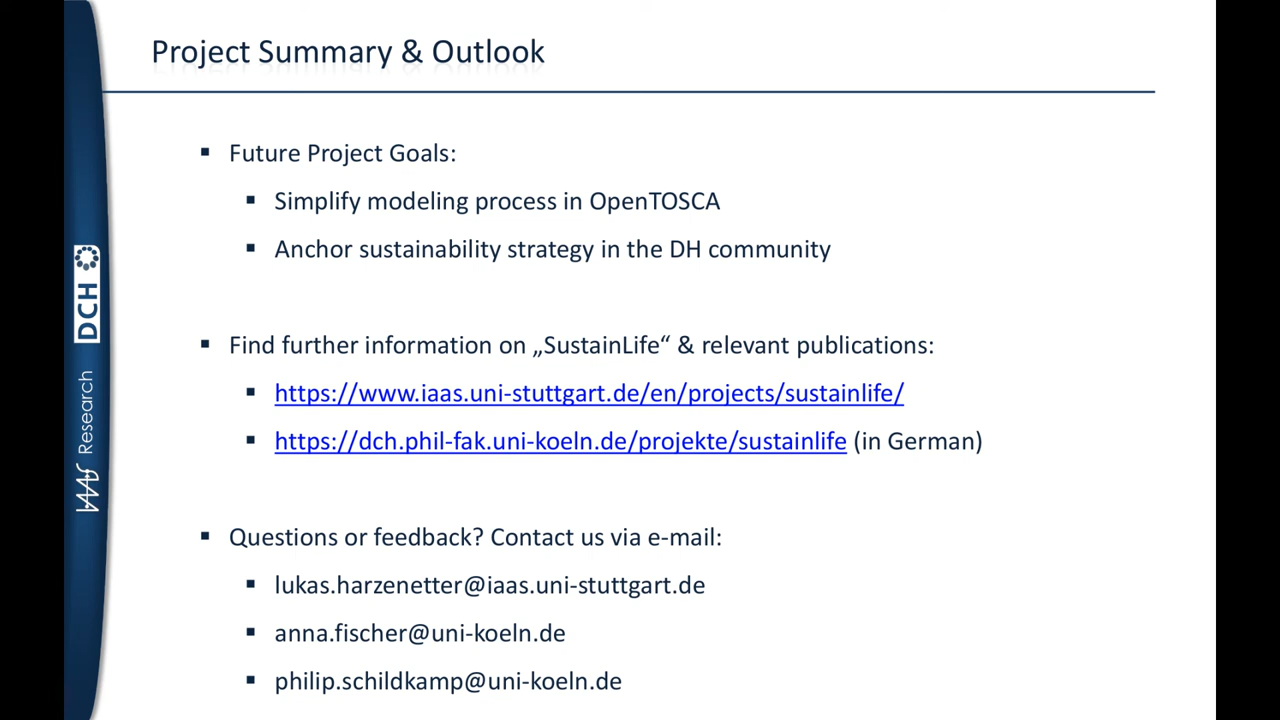 Project Summary & Outlook
▪ Future Project Goals:
▪ Simplify modeling process in OpenTOSCA
▪ Anchor sustainability strategy in the DH community
▪ Find further information on „SustainLife“ & relevant publications:
▪ https://www.iaas.uni-stuttgart.de/en/projects/sustainlife/
▪ https://dch.phil-fak.uni-koeln.de/projekte/sustainlife (in German)
▪ Questions or feedback? Contact us via e-mail:
▪ lukas.harzenetter@iaas.uni-stuttgart.de
▪ anna.fischer@uni-koeln.de
▪ philip.schildkamp@uni-koeln.de
DCH
IAAS Research